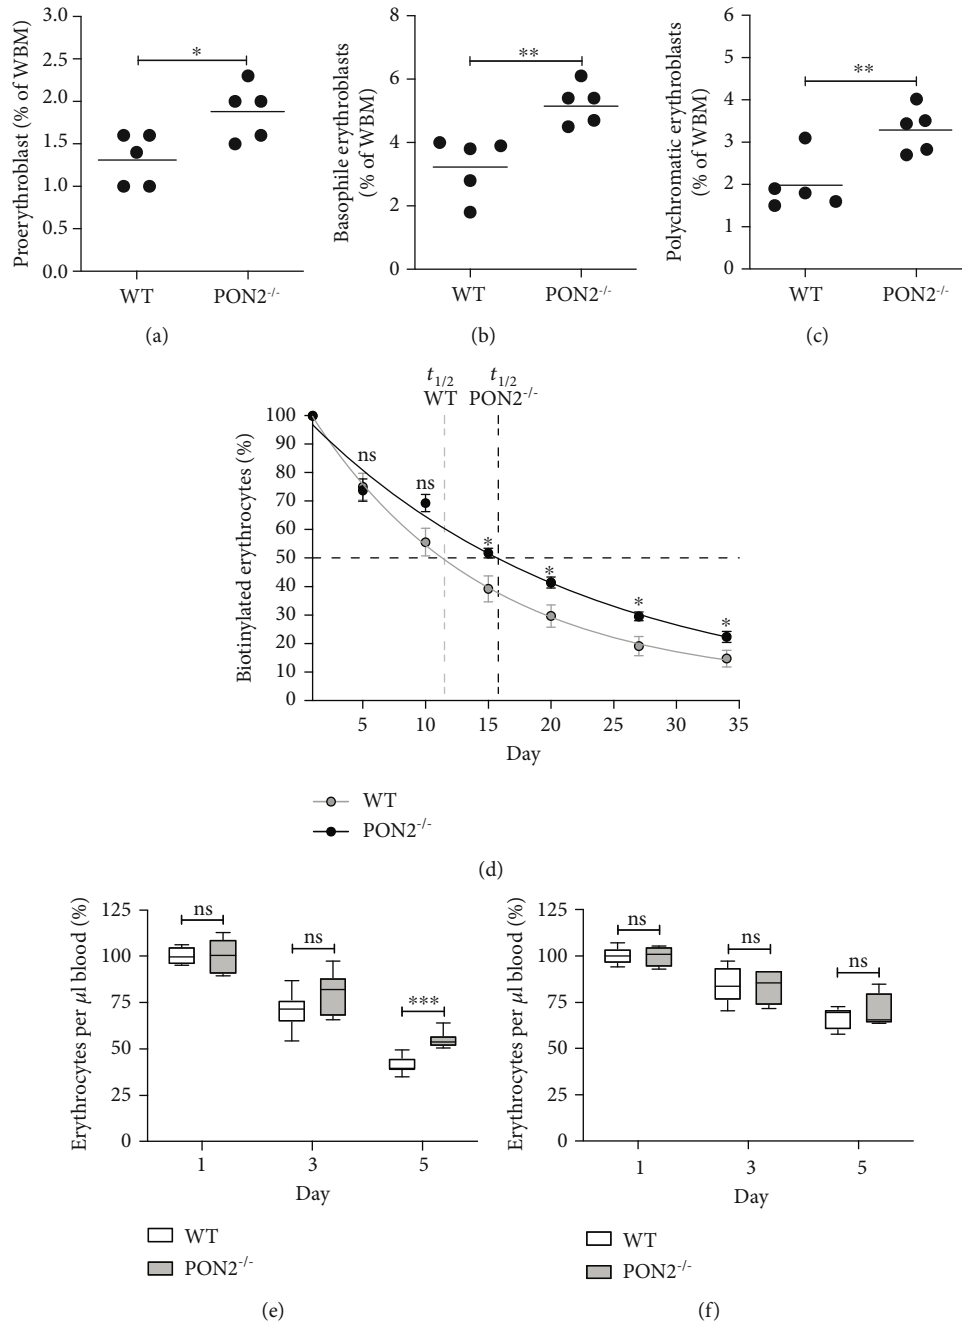 Proerythroblast (% of WBM)
3.0
2.5
2.0
1.5
1.0
0.5
0.0
*
WT
PON2-/-
(a)
Basophile erythroblasts
(% of WBM)
8
6
4
2
0
**
WT
PON2-/-
(b)
Polychromatic erythroblasts
(% of WBM)
6
5
4
3
2
1
0
**
WT
PON2-/-
(c)
t1/2
WT
t1/2
PON2-/-
Biotinylated erythrocytes (%)
100
90
80
70
60
50
40
30
20
10
0
ns
ns
*
*
*
*
5
10
15
20
25
30
35
Day
WT
PON2-/-
(d)
Erythrocytes per μl blood (%)
125
100
75
50
25
0
ns
ns
***
1
3
5
Day
WT
PON2-/-
(e)
Erythrocytes per μl blood (%)
125
100
75
50
25
0
ns
ns
ns
1
3
5
Day
WT
PON2-/-
(f)